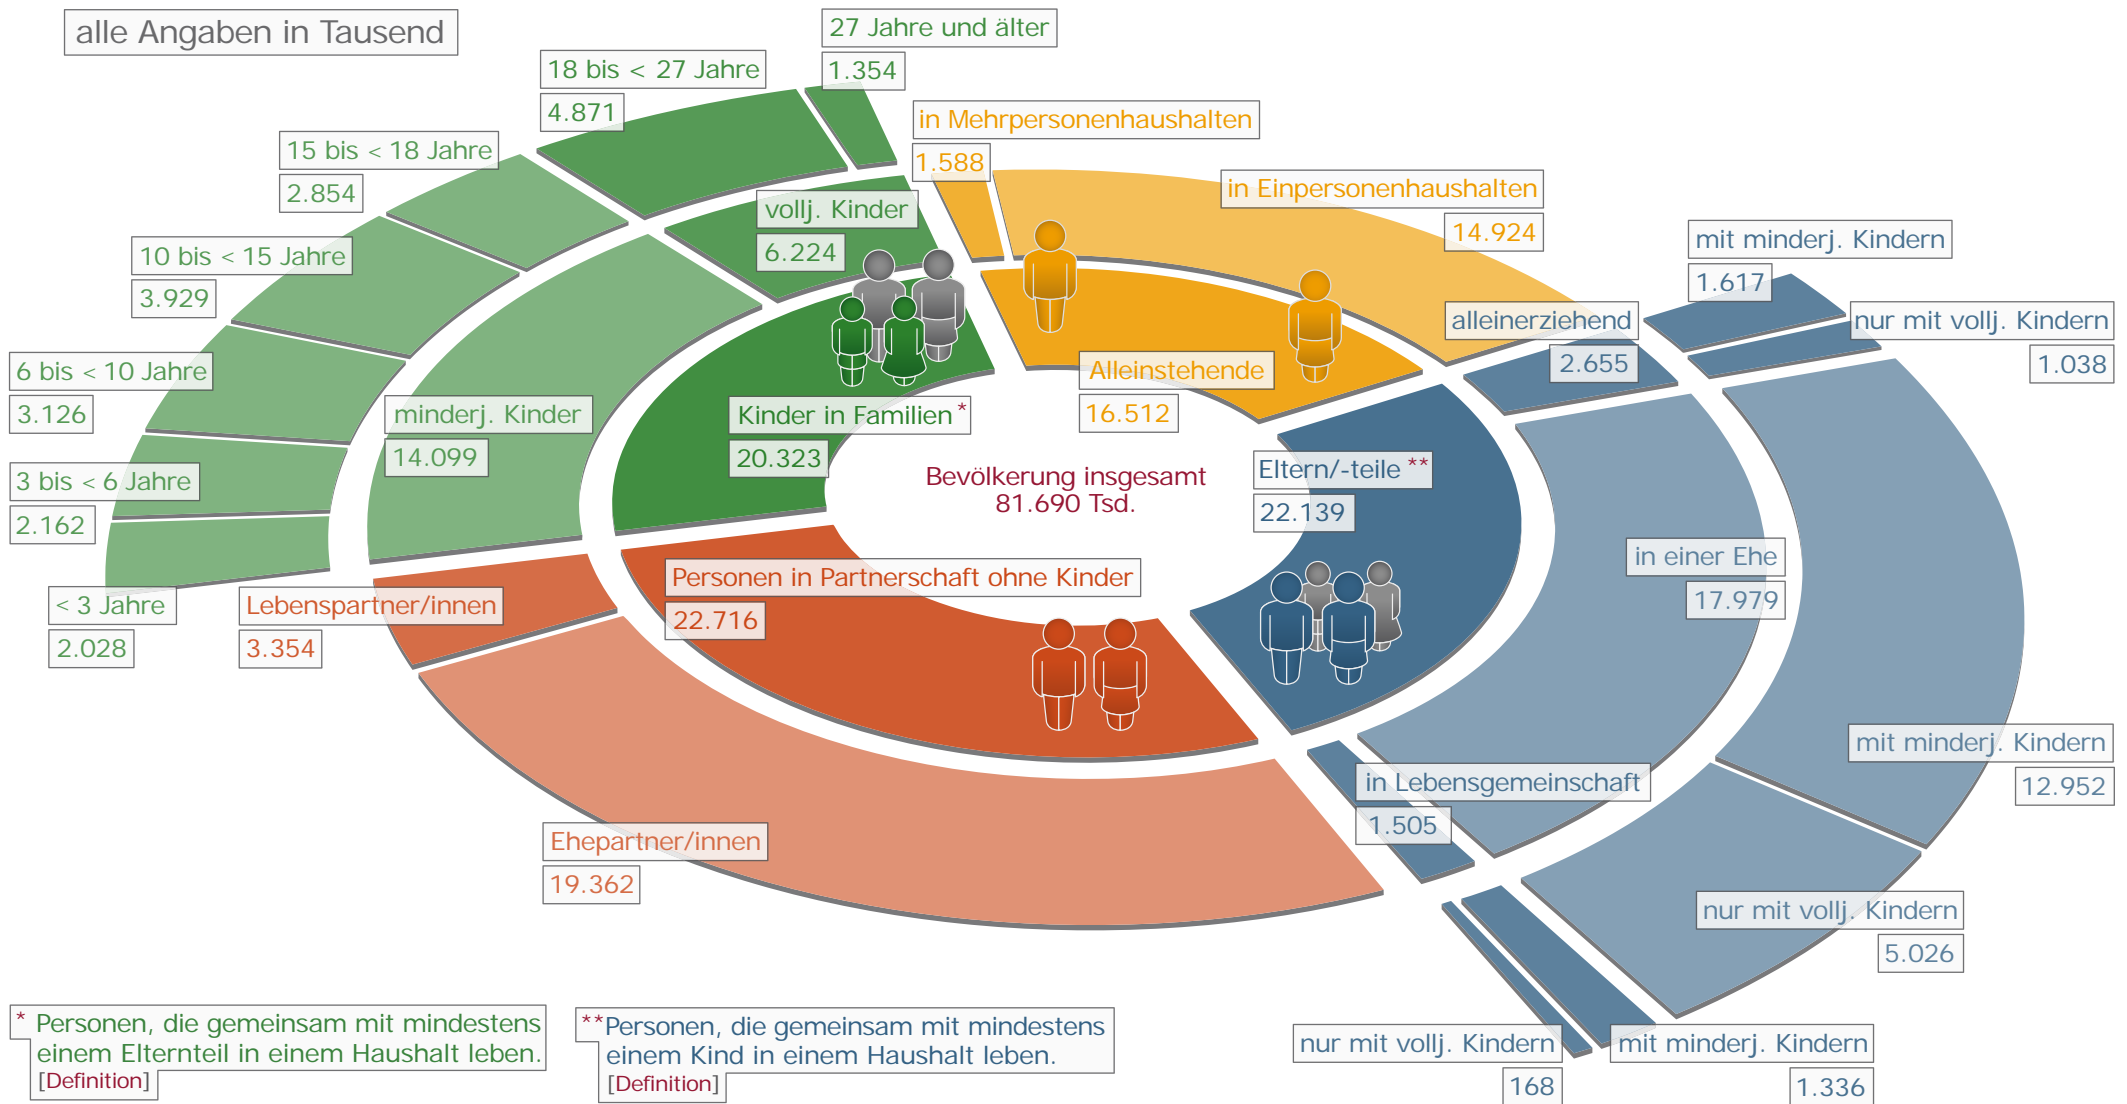 alle Angaben in Tausend
27 Jahre und älter
1.354
18 bis < 27 Jahre
4.871
15 bis < 18 Jahre
2.854
10 bis < 15 Jahre
3.929
6 bis < 10 Jahre
3.126
3 bis < 6 Jahre
2.162
< 3 Jahre
2.028
vollj. Kinder
6.224
minderj. Kinder
14.099
Kinder in Familien *
20.323
in Mehrpersonenhaushalten
1.588
in Einpersonenhaushalten
14.924
Alleinstehende
16.512
Bevölkerung insgesamt
81.690 Tsd.
mit minderj. Kindern
1.617
nur mit vollj. Kindern
1.038
alleinerziehend
2.655
Eltern/-teile **
22.139
in einer Ehe
17.979
mit minderj. Kindern
12.952
nur mit vollj. Kindern
5.026
in Lebensgemeinschaft
1.505
mit minderj. Kindern
1.336
nur mit vollj. Kindern
168
Personen in Partnerschaft ohne Kinder
22.716
Lebenspartner/innen
3.354
Ehepartner/innen
19.362
* Personen, die gemeinsam mit mindestens
einem Elternteil in einem Haushalt leben.
[Definition]
**Personen, die gemeinsam mit mindestens
einem Kind in einem Haushalt leben.
[Definition]